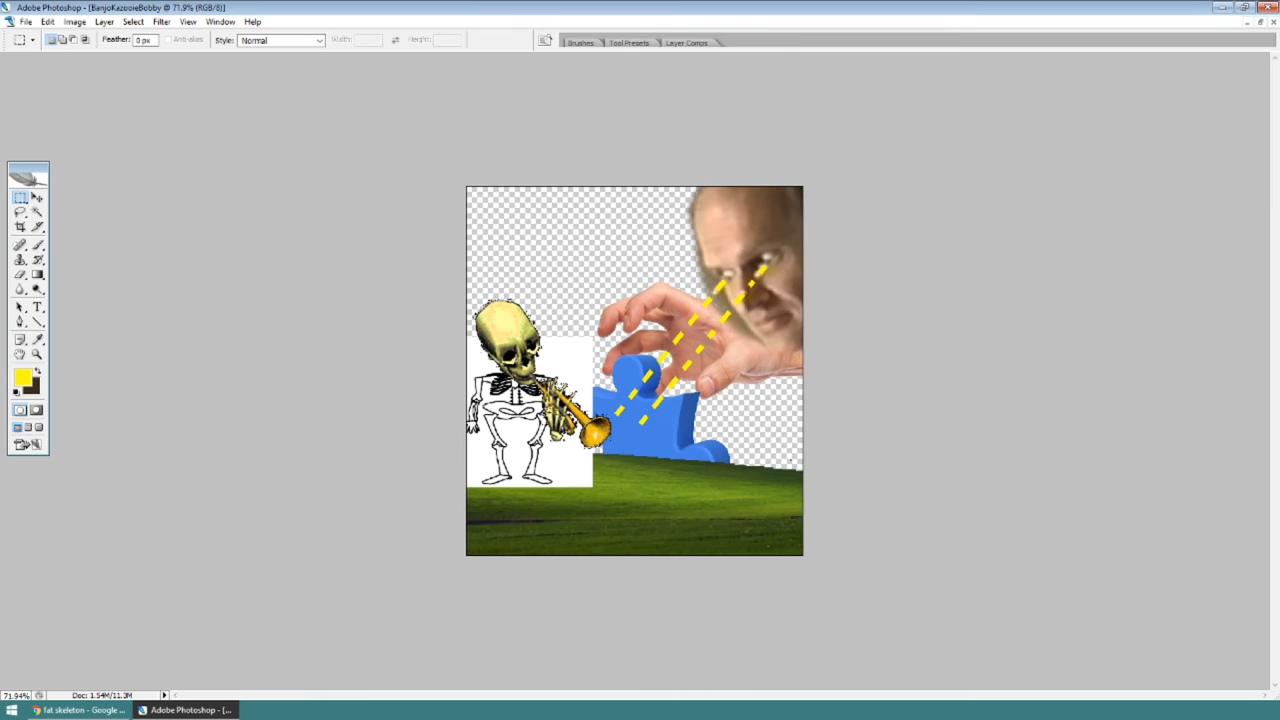 Adobe Photoshop - [BanjoKazooieBobby @ 71.9% (RGB/8)]
File Edit Image Layer Select Filter View Window Help
Feather: 0 px Anti-alias Style: Normal Width: Height: Brushes Tool Presets Layer Comps
T
71.94% Doc: 1.54M/11.3M
fat skeleton - Google ... Adobe Photoshop - [...